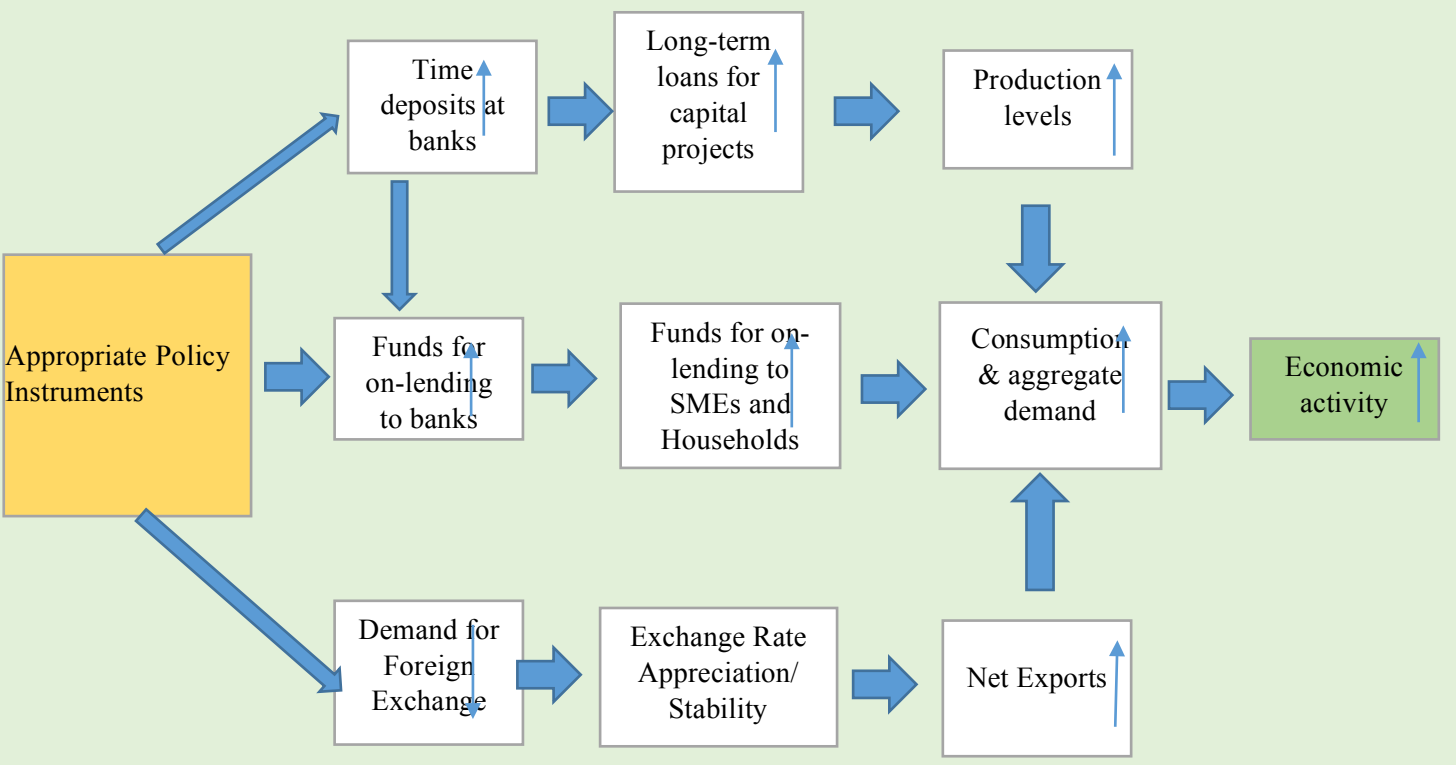 Time
deposits at
banks
Long-term
loans for
capital
projects
Production
levels
Appropriate Policy
Instruments
Funds for
on-lending
to banks
Funds for on-
lending to
SMEs and
Households
Consumption
& aggregate
demand
Economic
activity
Demand for
Foreign
Exchange
Exchange Rate
Appreciation/
Stability
Net Exports